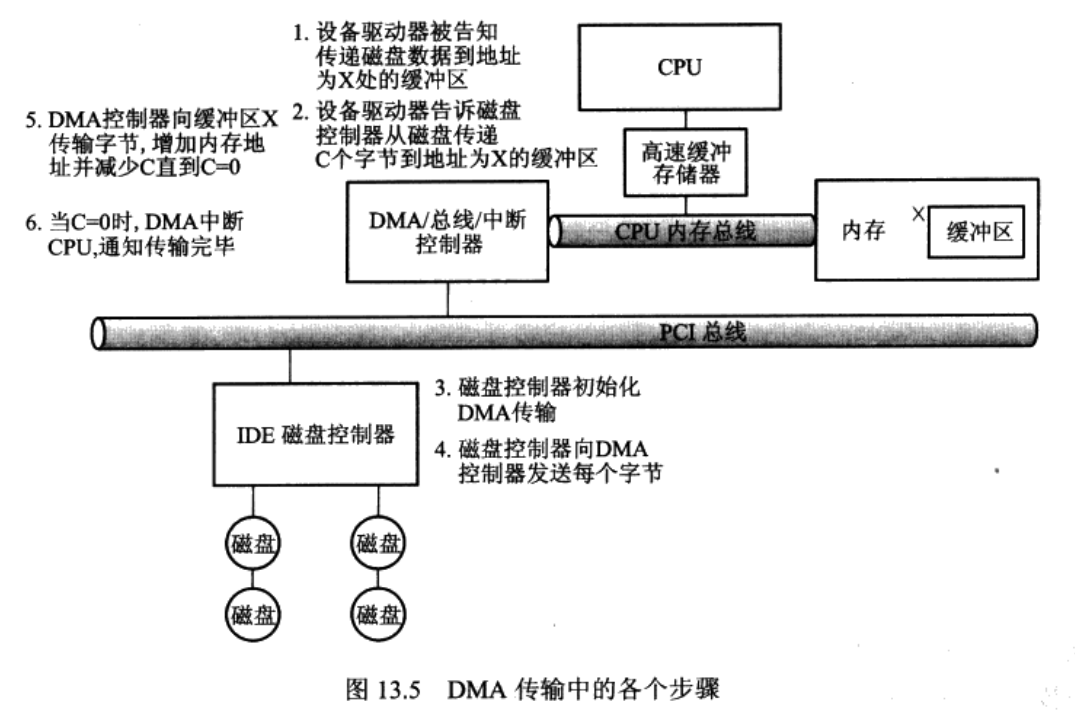 1. 设备驱动器被告知
传递磁盘数据到地址
为X处的缓冲区
2. 设备驱动器告诉磁盘
控制器从磁盘传递
C个字节到地址为X的缓冲区
5. DMA控制器向缓冲区X
传输字节, 增加内存地
址并减少C直到C=0
6. 当C=0时, DMA中断
CPU,通知传输完毕
CPU
高速缓冲
存储器
DMA/总线/中断
控制器
CPU 内存总线
内存
X
缓冲区
PCI 总线
IDE 磁盘控制器
3. 磁盘控制器初始化
DMA传输
4. 磁盘控制器向DMA
控制器发送每个字节
磁盘
磁盘
磁盘
磁盘
图 13.5 DMA 传输中的各个步骤